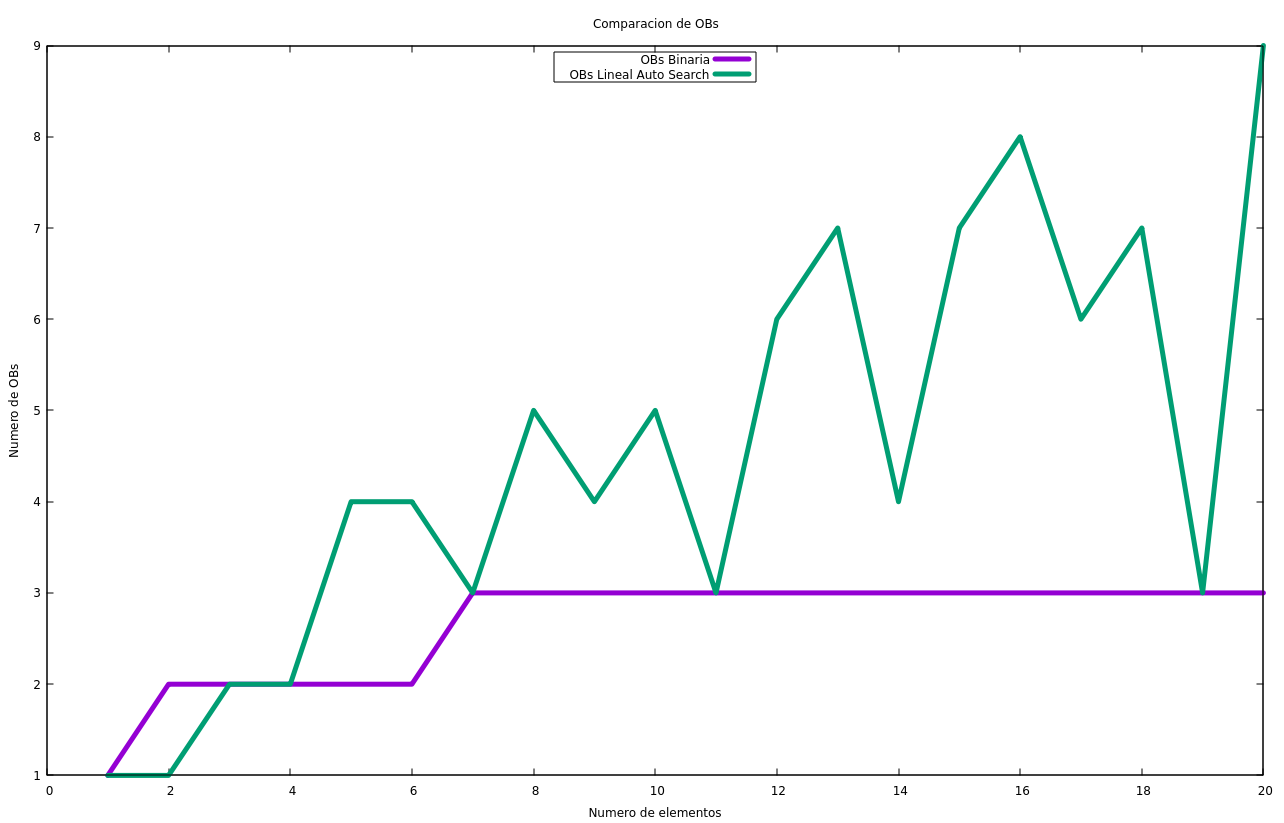 Comparacion de OBs
OBs Binaria
OBs Lineal Auto Search
9
8
7
6
5
4
3
2
1
Numero de OBs
0 2 4 6 8 10 12 14 16 18 20
Numero de elementos